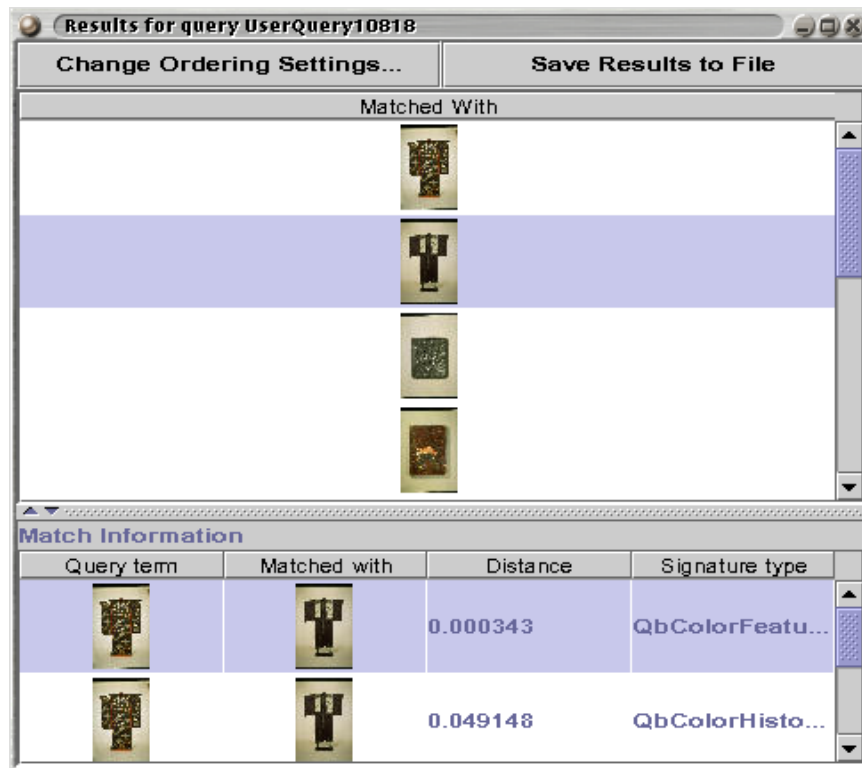 Results for query UserQuery10818
Change Ordering Settings... Save Results to File
Matched With
Match Information
Query term Matched with Distance Signature type
0.000343 QbColorFeatu...
0.049148 QbColorHisto...